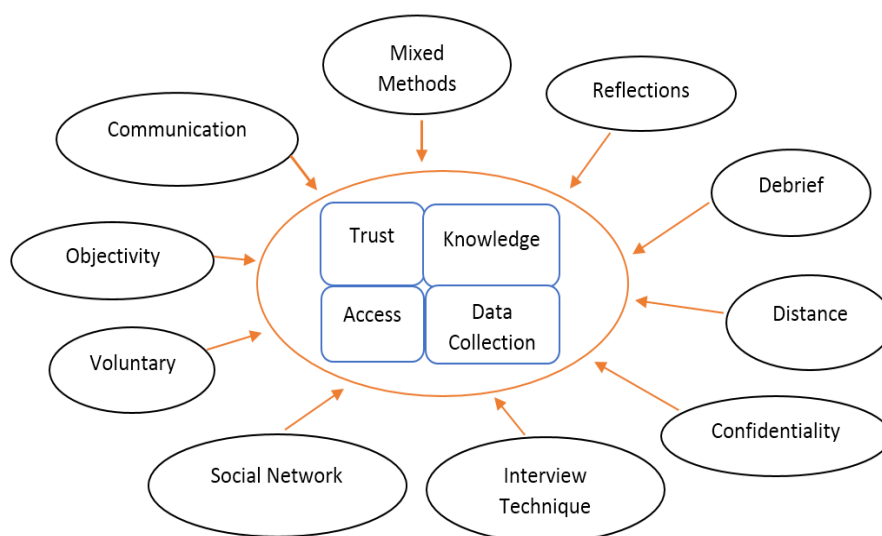 Mixed
Methods
Reflections
Communication
Debrief
Trust
Knowledge
Objectivity
Access
Data
Collection
Distance
Voluntary
Confidentiality
Social Network
Interview
Technique